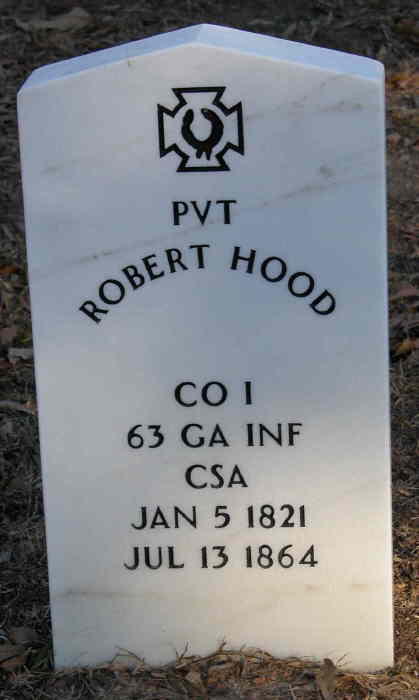 PVT
ROBERT HOOD
CO I
63 GA INF
CSA
JAN 5 1821
JUL 13 1864